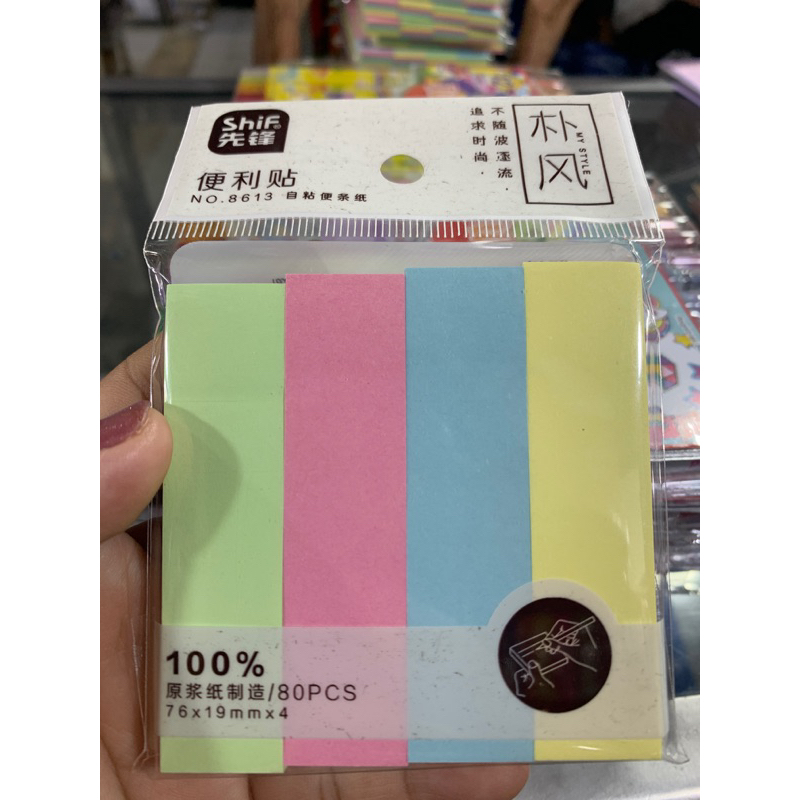 ShiF®
先锋
便利贴
NO.8613 自粘便条纸
不随波逐流
追求时尚
朴风
MY STYLE
100%
原浆纸制造/80PCS
76x19mmx4